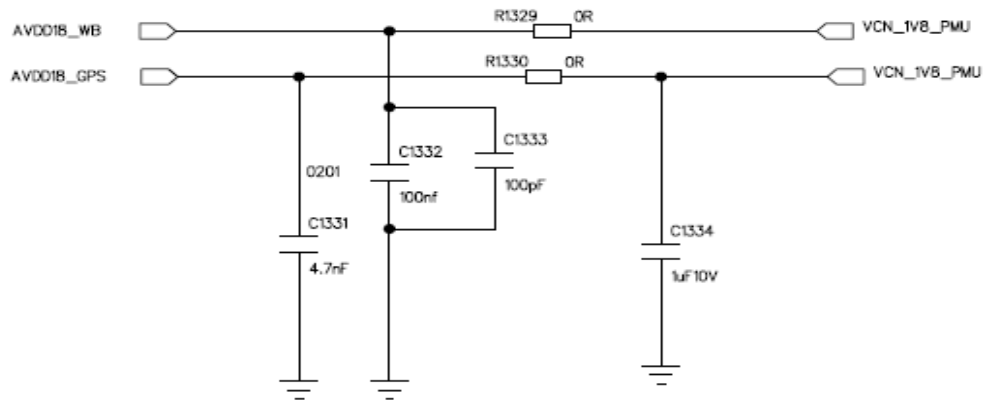 R1329 0R
AVDD18_WB VCN_1V8_PMU
R1330 0R
AVDD18_GPS VCN_1V8_PMU
C1333
C1332
0201
100pF
100nf
C1331
C1334
4.7nF
1uF10V